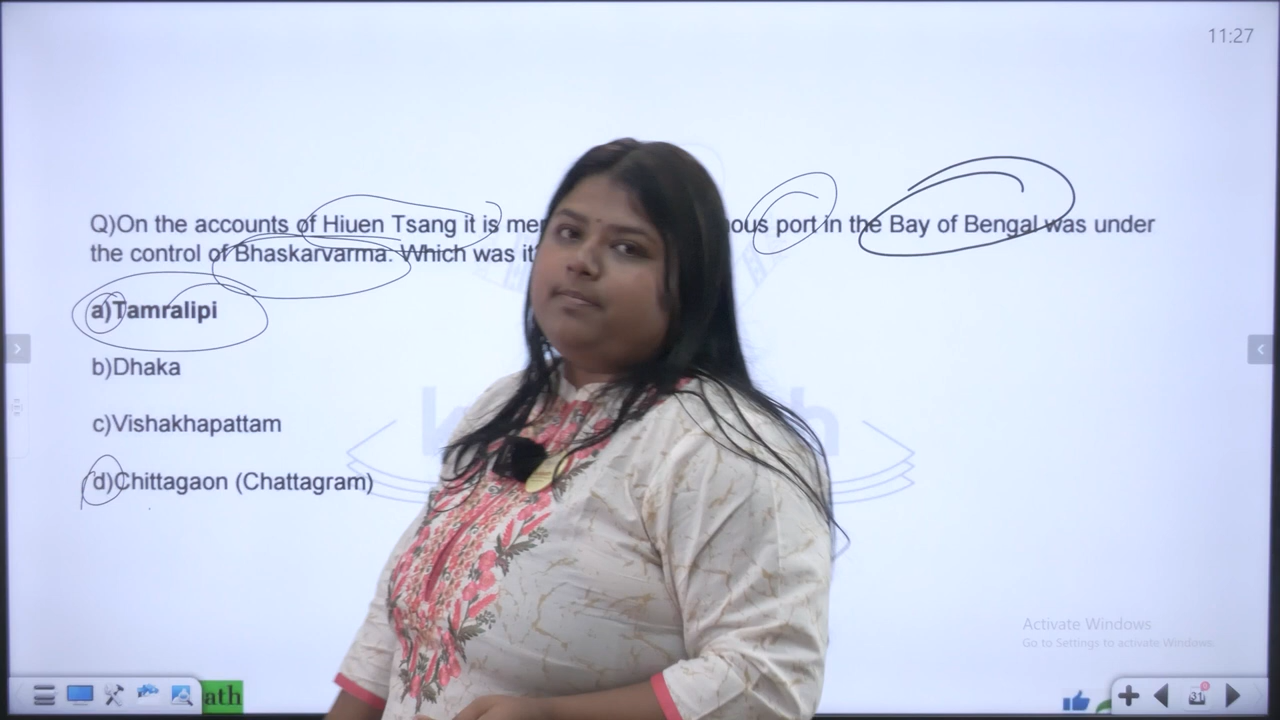 11:27
Q)On the accounts of Hiuen Tsang it is port in the Bay of Bengal was under
the control of Bhaskarvarma. Which was it
a)Tamralipi
b)Dhaka
c)Vishakhapattam
d)Chittagaon (Chattagram)
Activate Windows
Go to Settings to activate Windows.
ath
31